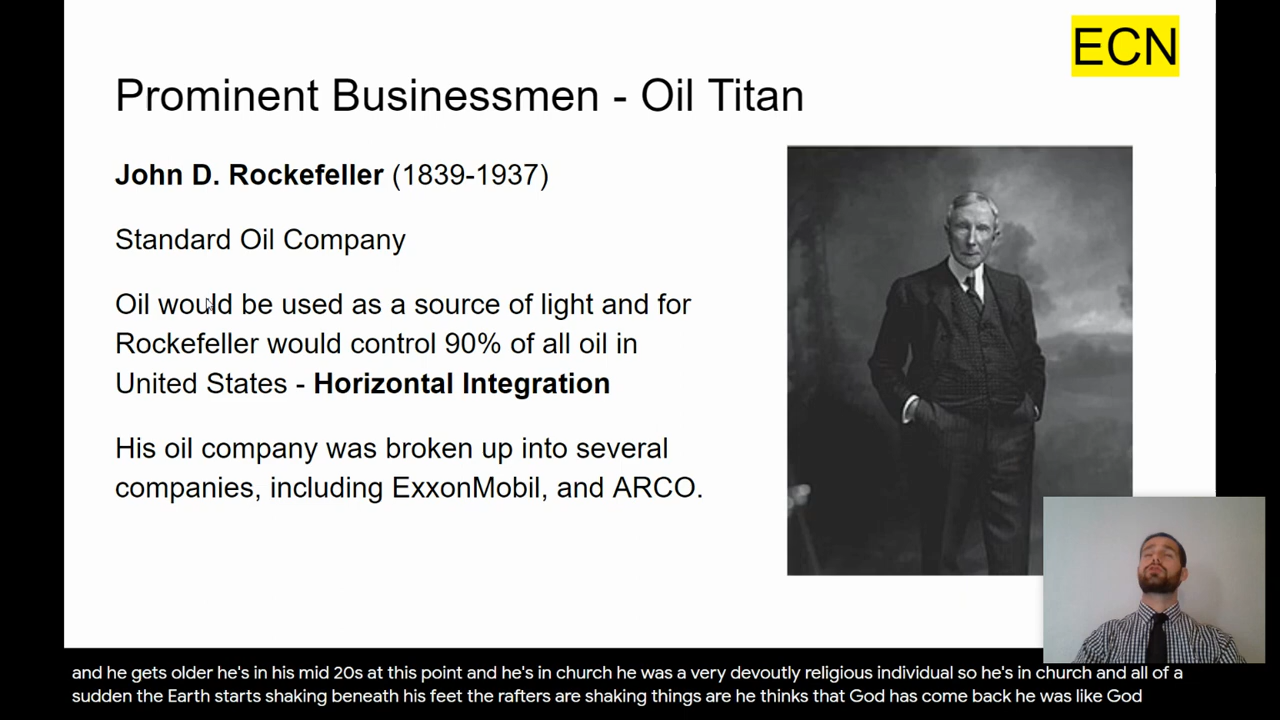 ECN
Prominent Businessmen - Oil Titan
John D. Rockefeller (1839-1937)
Standard Oil Company
Oil would be used as a source of light and for
Rockefeller would control 90% of all oil in
United States - Horizontal Integration
His oil company was broken up into several
companies, including ExxonMobil, and ARCO.
and he gets older he's in his mid 20s at this point and he's in church he was a very devoutly religious individual so he's in church and all of a
sudden the Earth starts shaking beneath his feet the rafters are shaking things are he thinks that God has come back he was like God